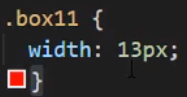 .box11 {
  width: 13px;
}